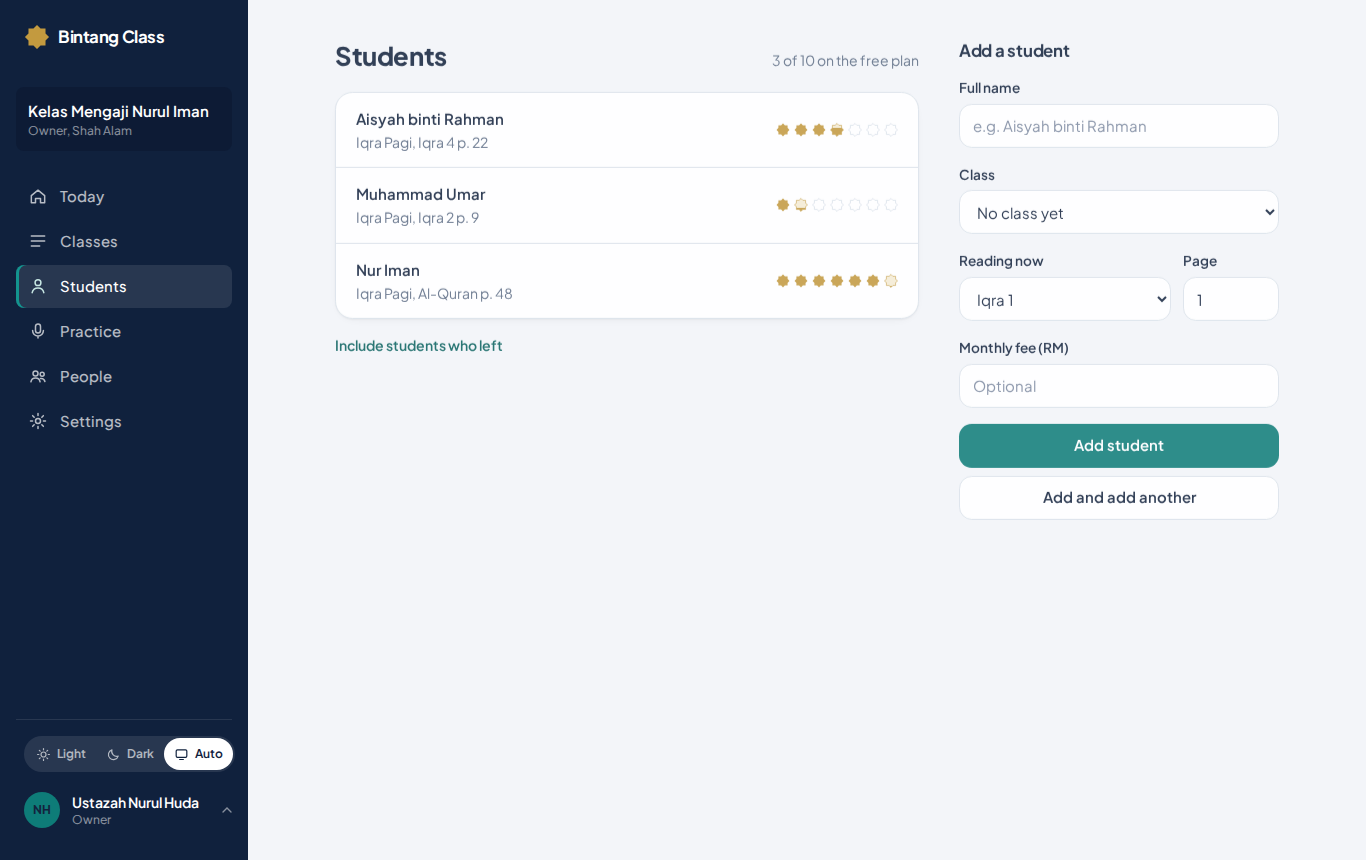 Bintang Class
Kelas Mengaji Nurul Iman
Owner, Shah Alam
Today
Classes
Students
Practice
People
Settings
Light
Dark
Auto
NH
Ustazah Nurul Huda
Owner
Students
3 of 10 on the free plan
Aisyah binti Rahman
Iqra Pagi, Iqra 4 p. 22
Muhammad Umar
Iqra Pagi, Iqra 2 p. 9
Nur Iman
Iqra Pagi, Al-Quran p. 48
Include students who left
Add a student
Full name
e.g. Aisyah binti Rahman
Class
No class yet
Reading now
Page
Iqra 1
1
Monthly fee (RM)
Optional
Add student
Add and add another